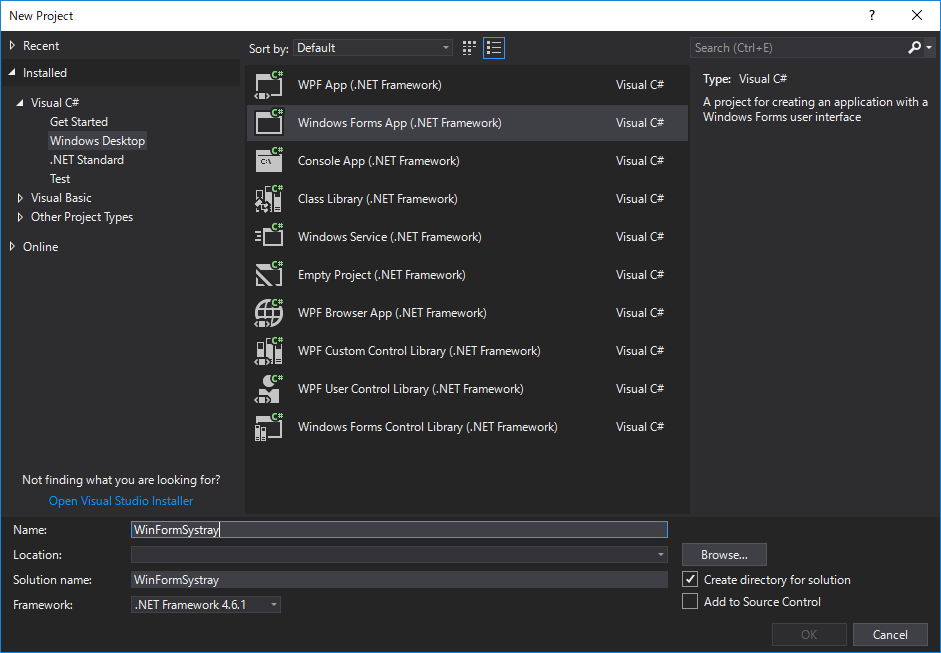 New Project
?
Recent
Installed
Visual C#
Get Started
Windows Desktop
.NET Standard
Test
Visual Basic
Other Project Types
Online
Not finding what you are looking for?
Open Visual Studio Installer
Sort by: Default
Search (Ctrl+E)
C# WPF App (.NET Framework) Visual C#
C# Windows Forms App (.NET Framework) Visual C#
C# C:\ Console App (.NET Framework) Visual C#
C# Class Library (.NET Framework) Visual C#
C# Windows Service (.NET Framework) Visual C#
C# Empty Project (.NET Framework) Visual C#
C# WPF Browser App (.NET Framework) Visual C#
C# WPF Custom Control Library (.NET Framework) Visual C#
C# WPF User Control Library (.NET Framework) Visual C#
C# Windows Forms Control Library (.NET Framework) Visual C#
Type: Visual C#
A project for creating an application with a
Windows Forms user interface
Name: WinFormSystray
Location:
Browse...
Solution name: WinFormSystray
Create directory for solution
Framework: .NET Framework 4.6.1
Add to Source Control
OK
Cancel